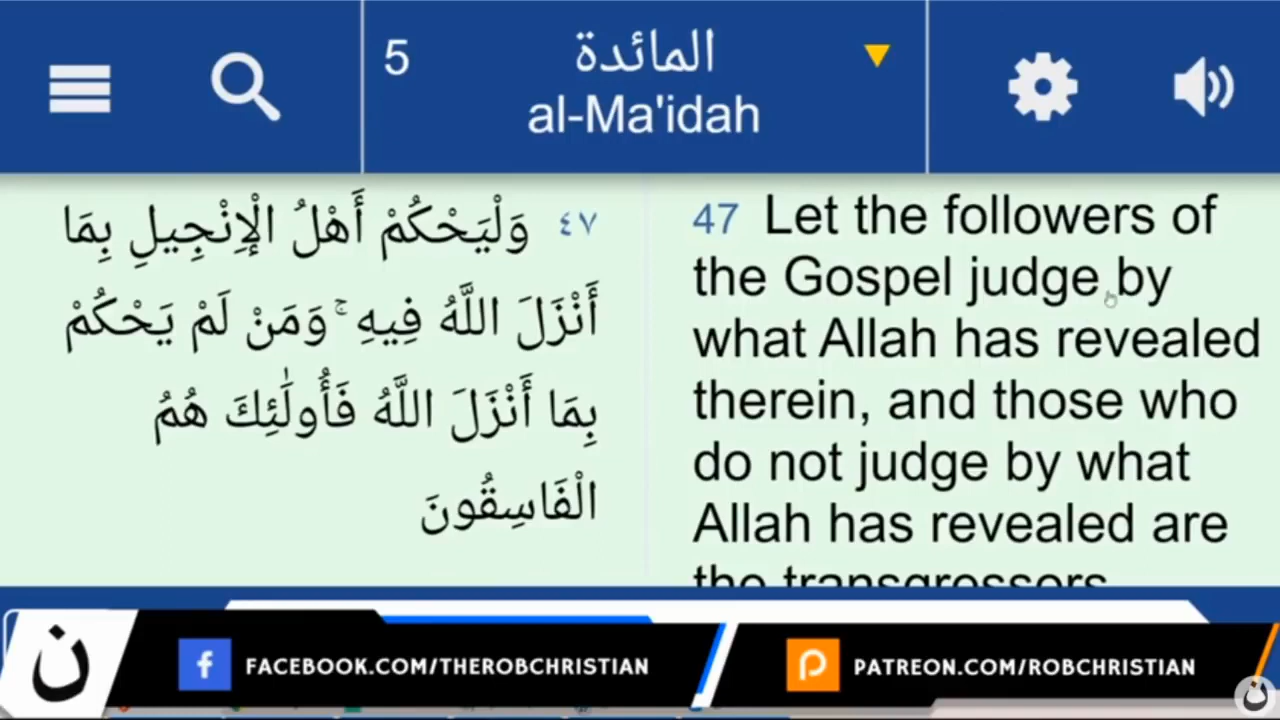 5
المائدة
al-Ma'idah
٤٧ وَلْيَحْكُمْ أَهْلُ الْإِنْجِيلِ بِمَا
أَنْزَلَ اللَّهُ فِيهِ ۚ وَمَنْ لَمْ يَحْكُمْ
بِمَا أَنْزَلَ اللَّهُ فَأُولَٰئِكَ هُمُ
الْفَاسِقُونَ
47 Let the followers of
the Gospel judge by
what Allah has revealed
therein, and those who
do not judge by what
Allah has revealed are
the transgressors.
ن
FACEBOOK.COM/THEROBCHRISTIAN
PATREON.COM/ROBCHRISTIAN
ن